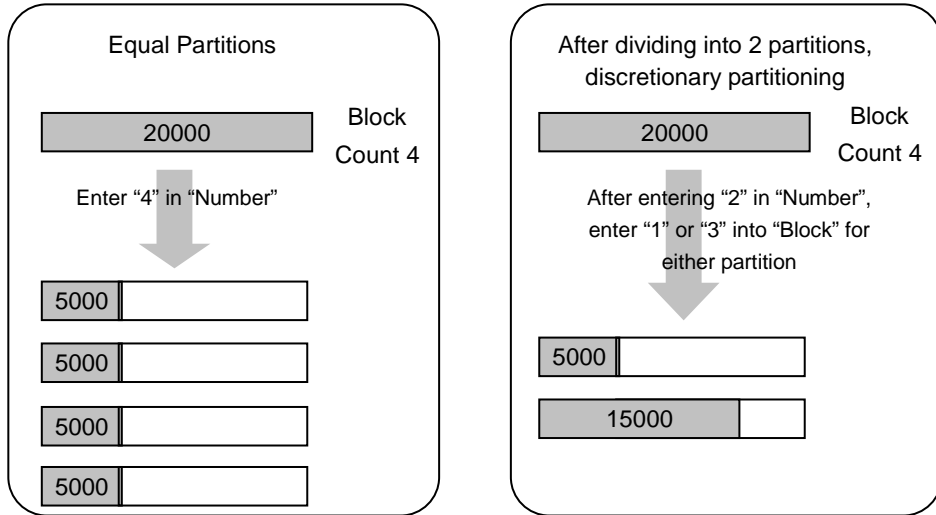 Equal Partitions
20000
Block
Count 4
Enter “4” in “Number”
5000
5000
5000
5000
After dividing into 2 partitions,
discretionary partitioning
20000
Block
Count 4
After entering “2” in “Number”,
enter “1” or “3” into “Block” for
either partition
5000
15000